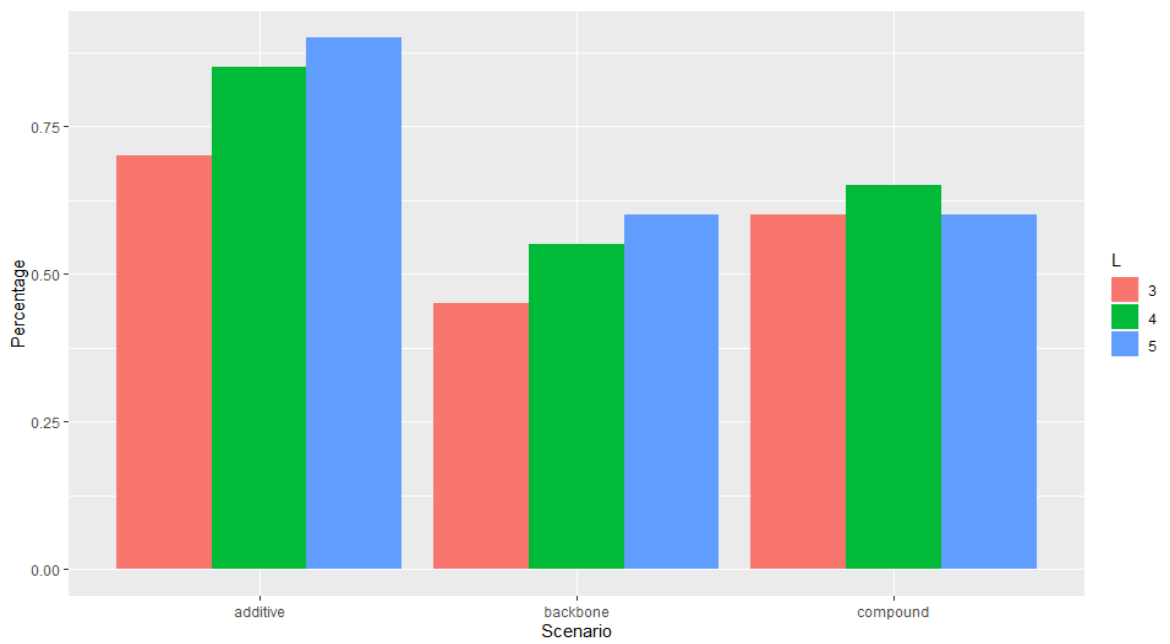 Percentage
0.75
0.50
0.25
0.00
additive
backbone
compound
Scenario
L
3
4
5